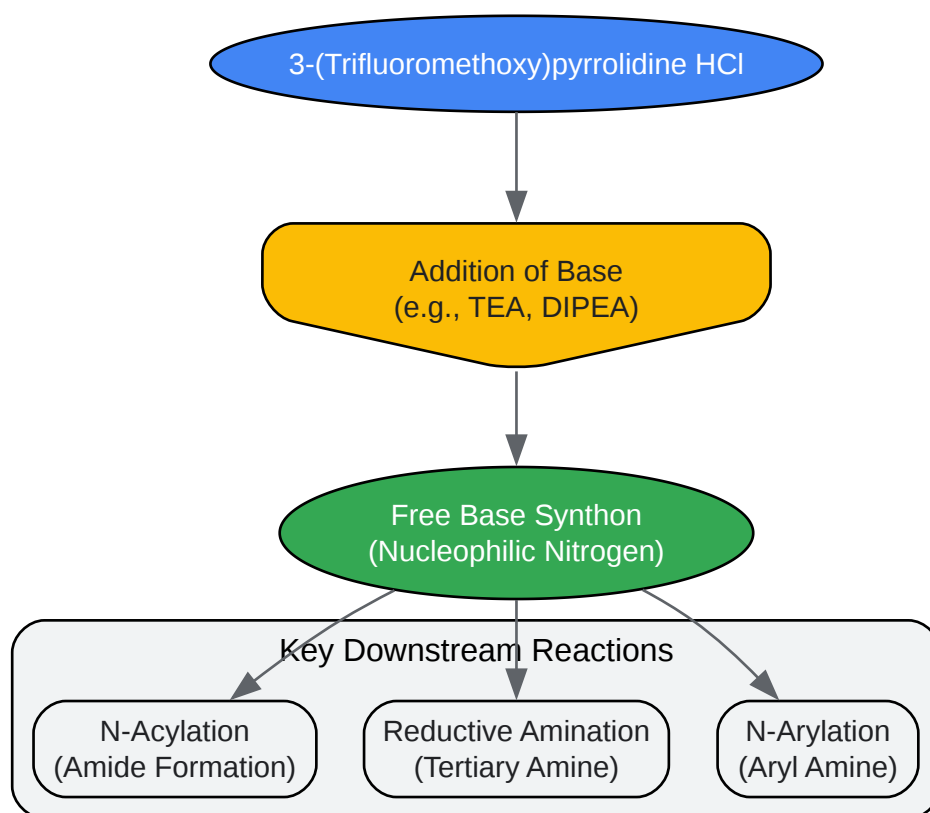 3-(Trifluoromethoxy)pyrrolidine HCl
Addition of Base
(e.g., TEA, DIPEA)
Free Base Synthon
(Nucleophilic Nitrogen)
Key Downstream Reactions
N-Acylation
(Amide Formation)
Reductive Amination
(Tertiary Amine)
N-Arylation
(Aryl Amine)